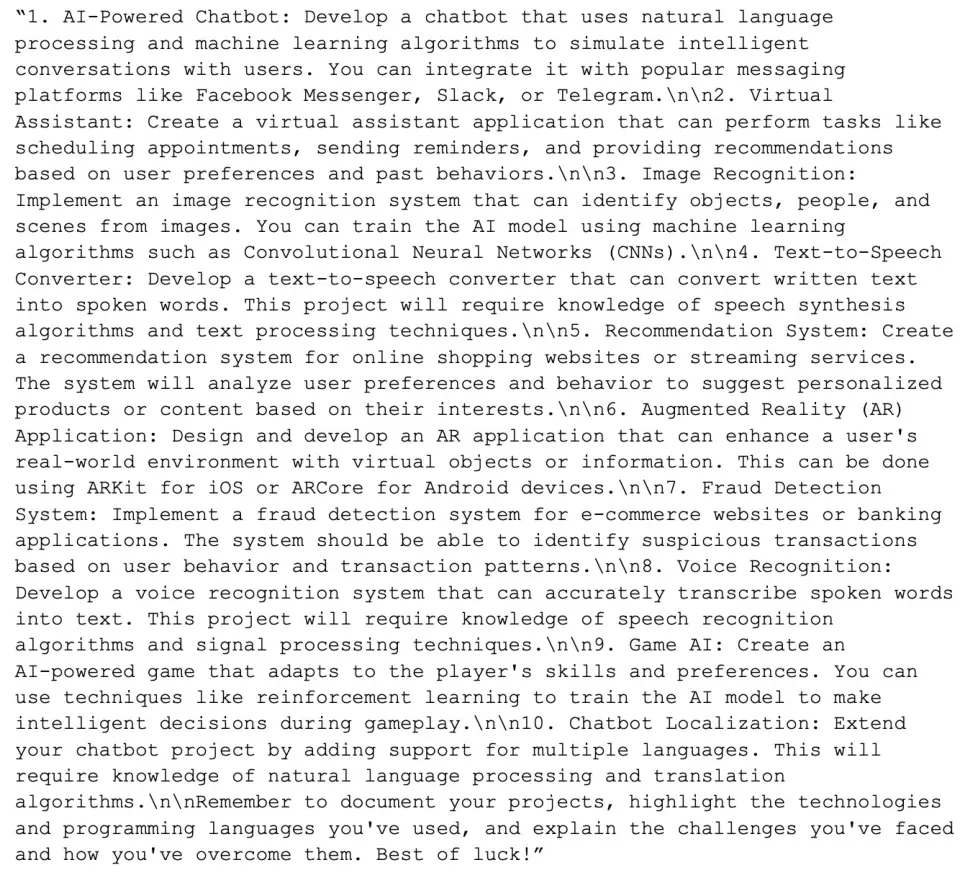 “1. AI-Powered Chatbot: Develop a chatbot that uses natural language
processing and machine learning algorithms to simulate intelligent
conversations with users. You can integrate it with popular messaging
platforms like Facebook Messenger, Slack, or Telegram.\n\n2. Virtual
Assistant: Create a virtual assistant application that can perform tasks like
scheduling appointments, sending reminders, and providing recommendations
based on user preferences and past behaviors.\n\n3. Image Recognition:
Implement an image recognition system that can identify objects, people, and
scenes from images. You can train the AI model using machine learning
algorithms such as Convolutional Neural Networks (CNNs).\n\n4. Text-to-Speech
Converter: Develop a text-to-speech converter that can convert written text
into spoken words. This project will require knowledge of speech synthesis
algorithms and text processing techniques.\n\n5. Recommendation System: Create
a recommendation system for online shopping websites or streaming services.
The system will analyze user preferences and behavior to suggest personalized
products or content based on their interests.\n\n6. Augmented Reality (AR)
Application: Design and develop an AR application that can enhance a user's
real-world environment with virtual objects or information. This can be done
using ARKit for iOS or ARCore for Android devices.\n\n7. Fraud Detection
System: Implement a fraud detection system for e-commerce websites or banking
applications. The system should be able to identify suspicious transactions
based on user behavior and transaction patterns.\n\n8. Voice Recognition:
Develop a voice recognition system that can accurately transcribe spoken words
into text. This project will require knowledge of speech recognition
algorithms and signal processing techniques.\n\n9. Game AI: Create an
AI-powered game that adapts to the player's skills and preferences. You can
use techniques like reinforcement learning to train the AI model to make
intelligent decisions during gameplay.\n\n10. Chatbot Localization: Extend
your chatbot project by adding support for multiple languages. This will
require knowledge of natural language processing and translation
algorithms.\n\nRemember to document your projects, highlight the technologies
and programming languages you've used, and explain the challenges you've faced
and how you've overcome them. Best of luck!”